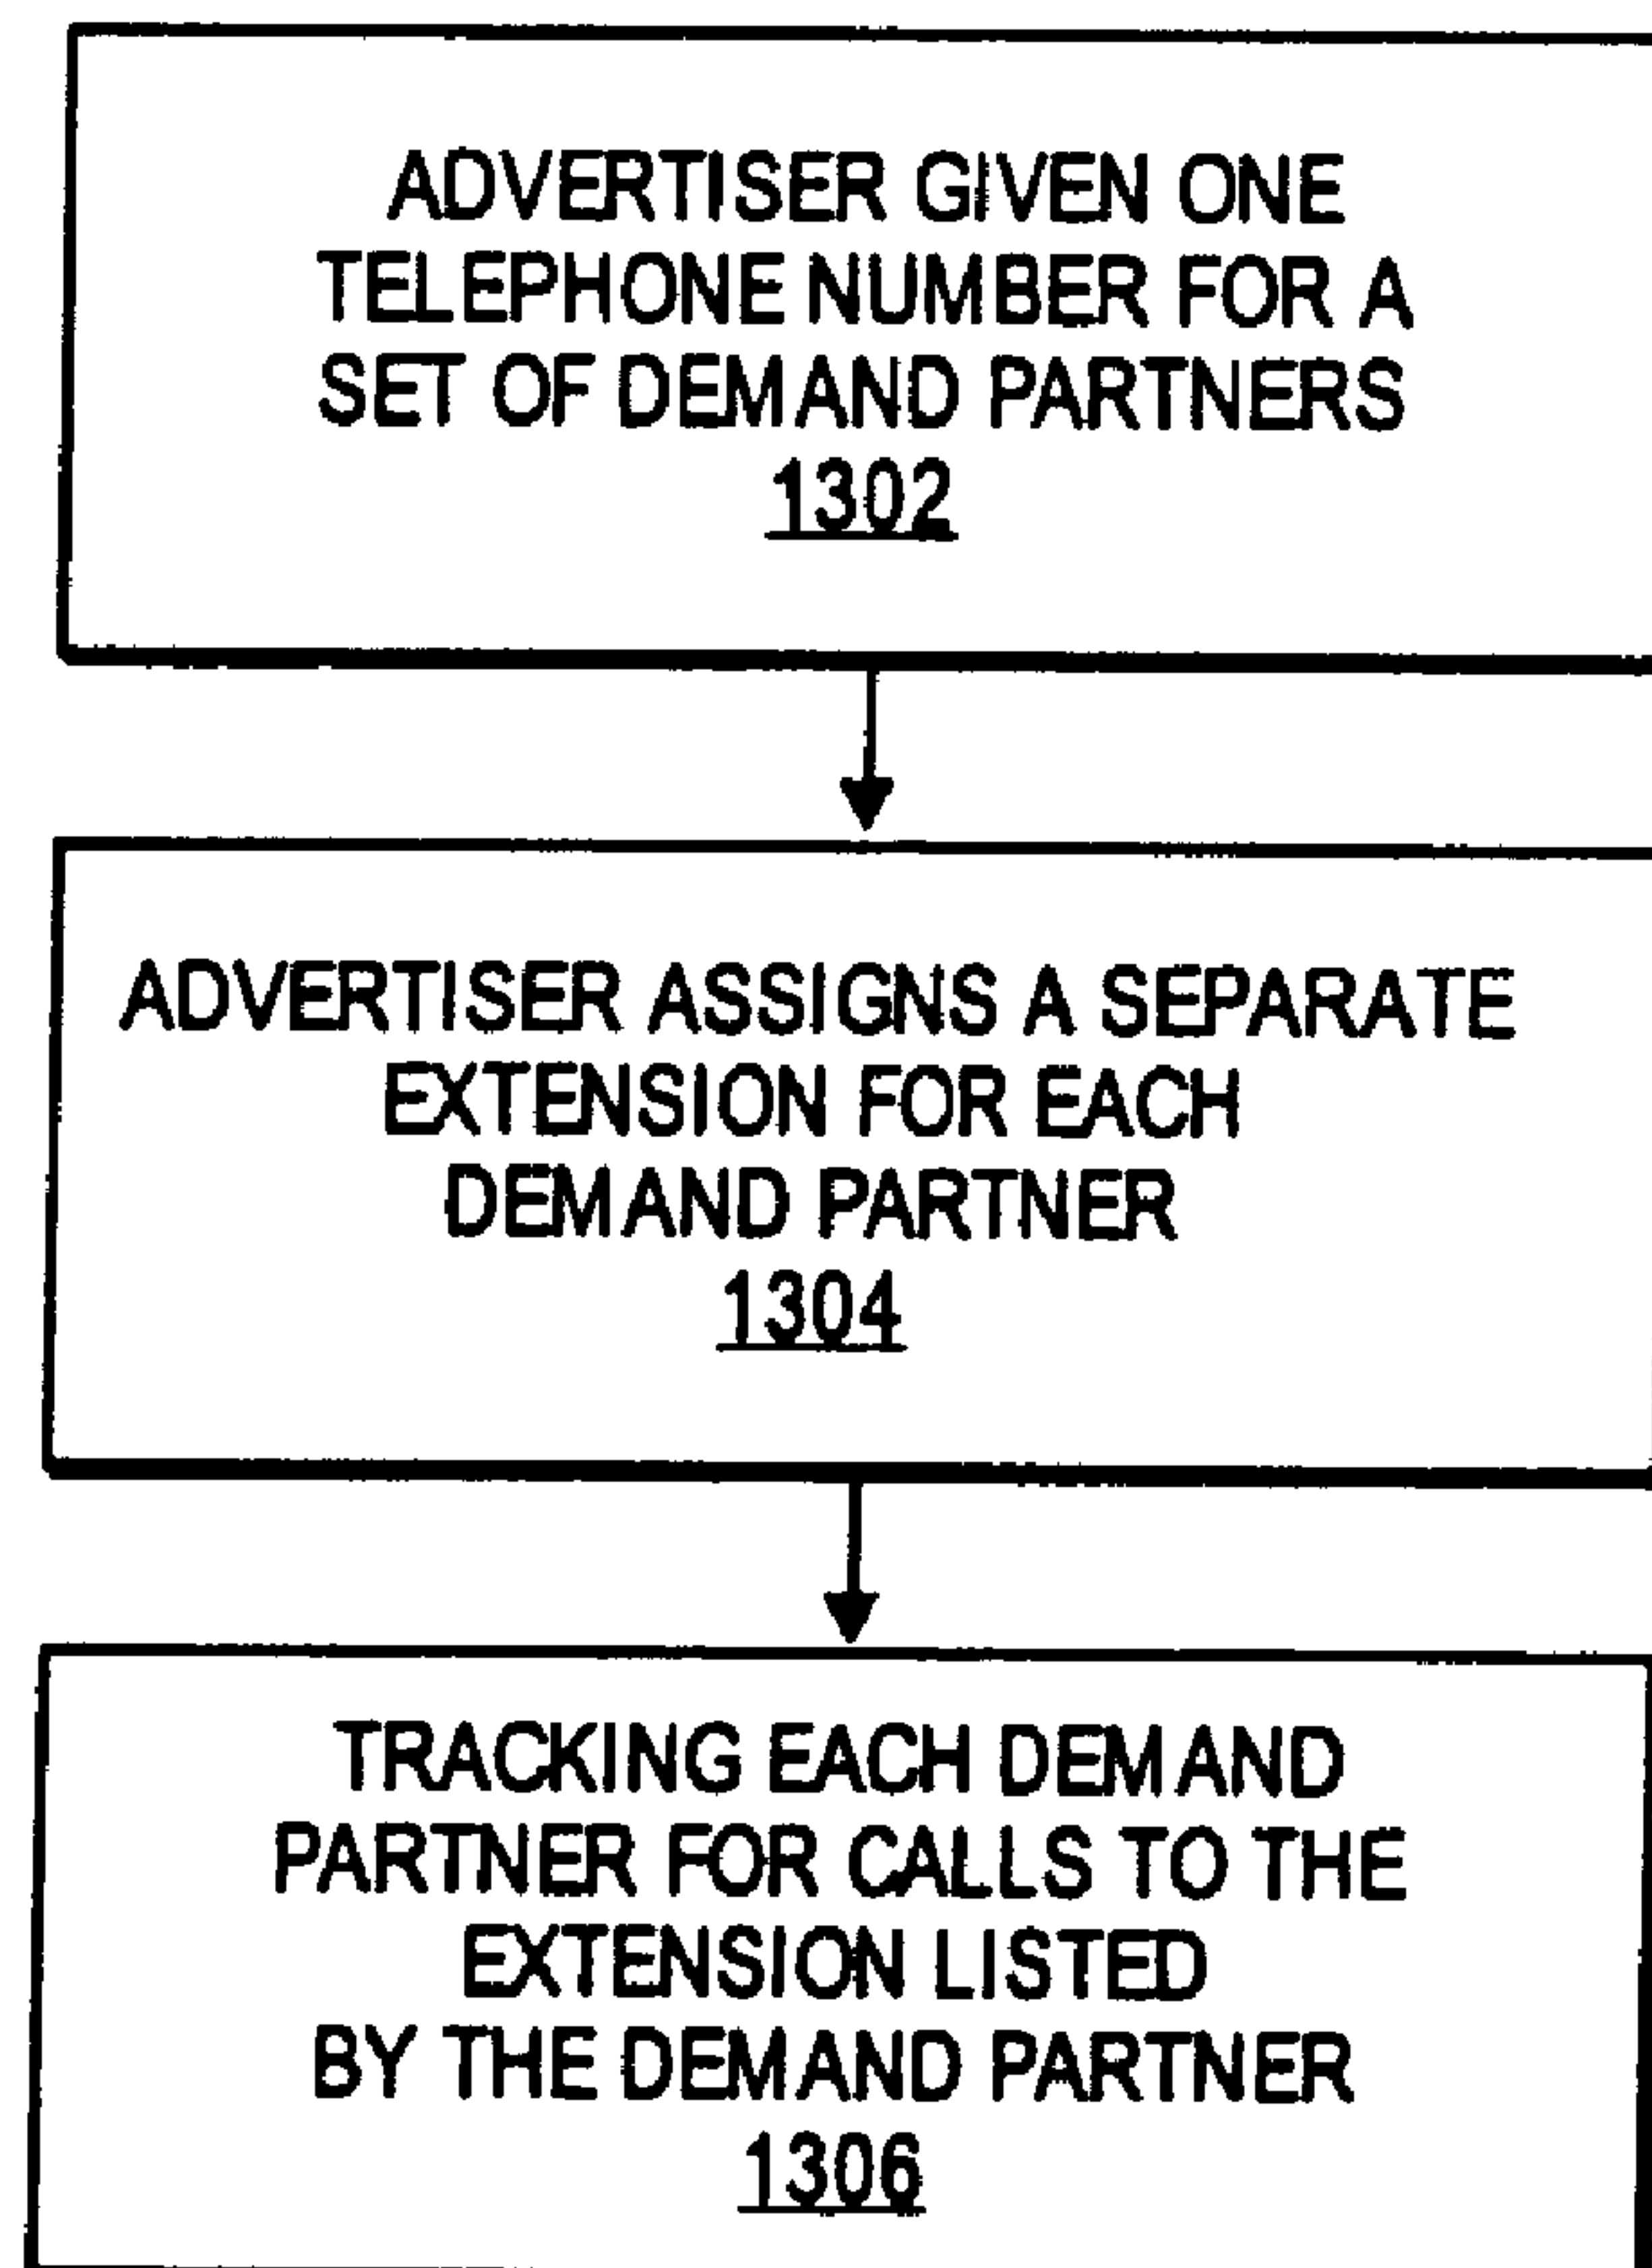 ADVERTISER GIVEN ONE
TELEPHONE NUMBER FOR A
SET OF DEMAND PARTNERS
1302
ADVERTISER ASSIGNS A SEPARATE
EXTENSION FOR EACH
DEMAND PARTNER
1304
TRACKING EACH DEMAND
PARTNER FOR CALLS TO THE
EXTENSION LISTED
BY THE DEMAND PARTNER
1306